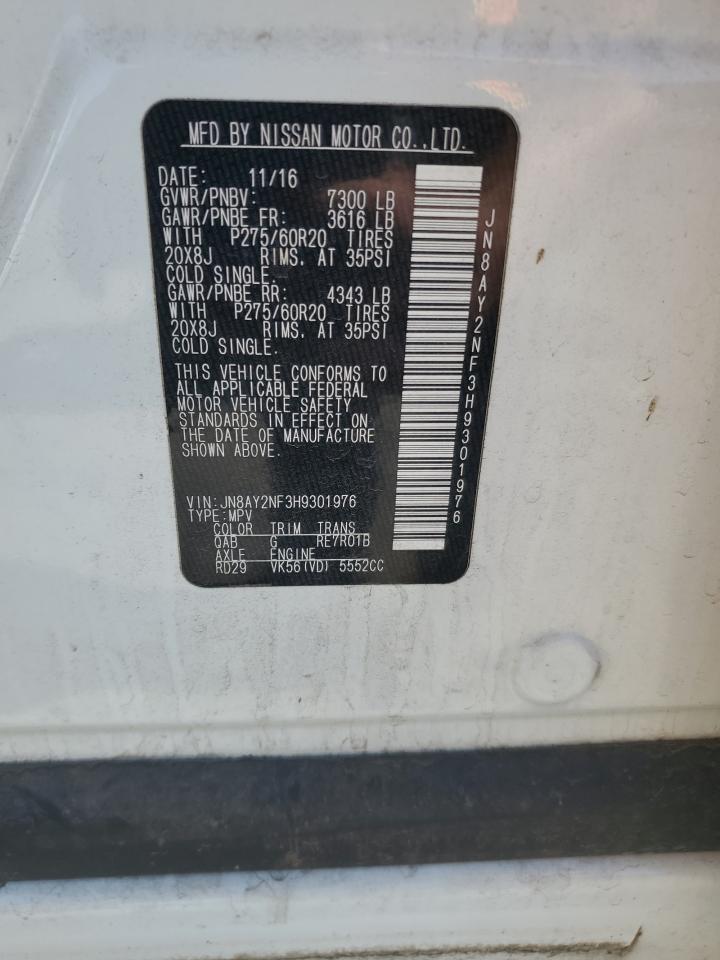 MFD BY NISSAN MOTOR CO.,LTD.
DATE: 11/16
GVWR/PNBV: 7300 LB
GAWR/PNBE FR: 3616 LB
WITH P275/60R20 TIRES
20X8J RIMS, AT 35PSI
COLD SINGLE.
GAWR/PNBE RR: 4343 LB
WITH P275/60R20 TIRES
20X8J RIMS, AT 35PSI
COLD SINGLE.
THIS VEHICLE CONFORMS TO
ALL APPLICABLE FEDERAL
MOTOR VEHICLE SAFETY
STANDARDS IN EFFECT ON
THE DATE OF MANUFACTURE
SHOWN ABOVE.
VIN:JN8AY2NF3H9301976
TYPE:MPV
COLOR TRIM TRANS
QAB G RE7R01B
AXLE ENGINE
RD29 VK56(VD) 5552CC
JN8AY2NF3H9301976